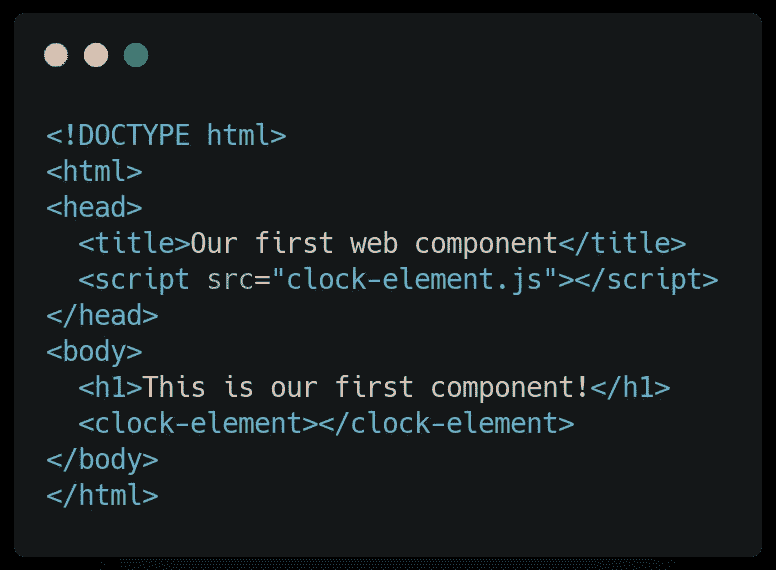 <!DOCTYPE html>
<html>
<head>
  <title>Our first web component</title>
  <script src="clock-element.js"></script>
</head>
<body>
  <h1>This is our first component!</h1>
  <clock-element></clock-element>
</body>
</html>